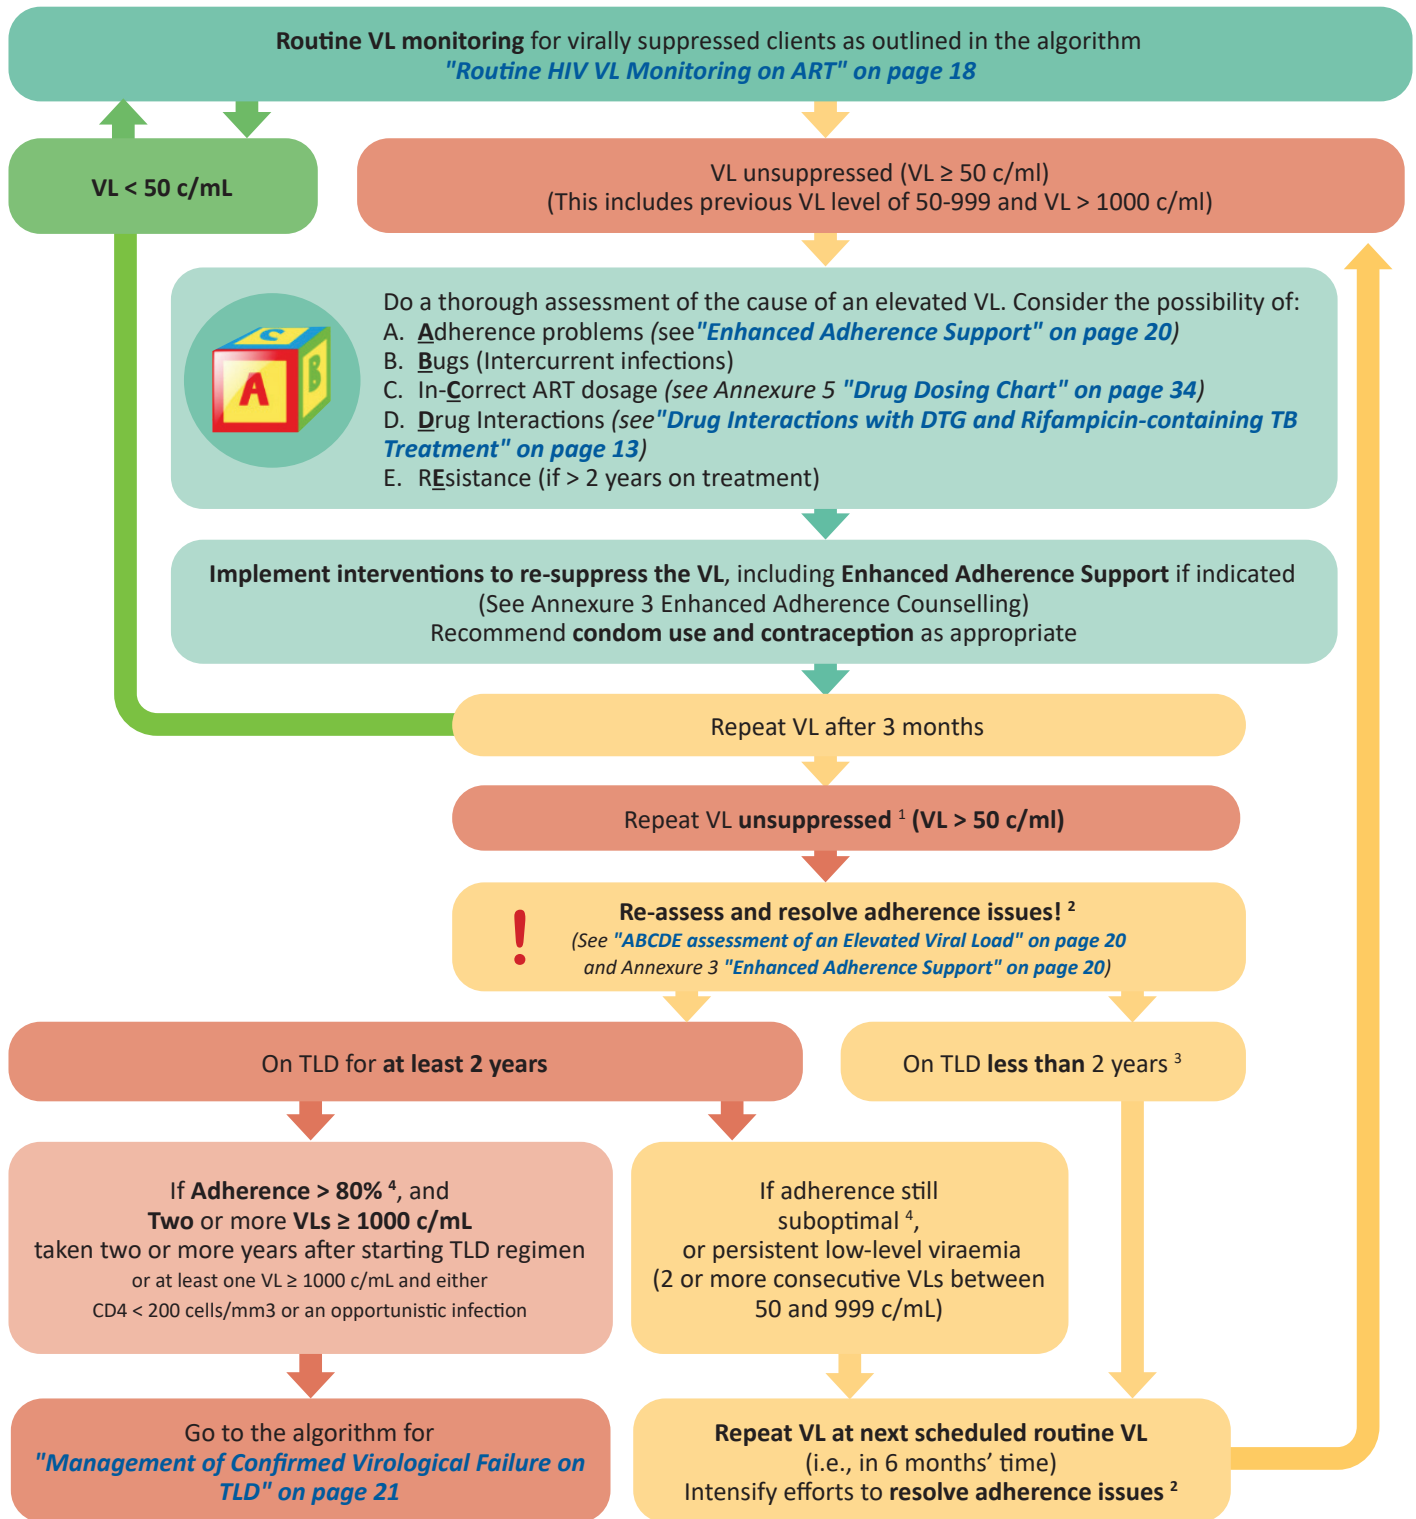 Routine VL monitoring for virally suppressed clients as outlined in the algorithm
"Routine HIV VL Monitoring on ART" on page 18
VL < 50 c/mL
VL unsuppressed (VL ≥ 50 c/ml)
(This includes previous VL level of 50-999 and VL > 1000 c/ml)
C
A
B
Do a thorough assessment of the cause of an elevated VL. Consider the possibility of:
A. Adherence problems (see"Enhanced Adherence Support" on page 20)
B. Bugs (Intercurrent infections)
C. In-Correct ART dosage (see Annexure 5 "Drug Dosing Chart" on page 34)
D. Drug Interactions (see"Drug Interactions with DTG and Rifampicin-containing TB
Treatment" on page 13)
E. REsistance (if > 2 years on treatment)
Implement interventions to re-suppress the VL, including Enhanced Adherence Support if indicated
(See Annexure 3 Enhanced Adherence Counselling)
Recommend condom use and contraception as appropriate
Repeat VL after 3 months
Repeat VL unsuppressed ¹ (VL > 50 c/ml)
!
Re-assess and resolve adherence issues! ²
(See "ABCDE assessment of an Elevated Viral Load" on page 20
and Annexure 3 "Enhanced Adherence Support" on page 20)
On TLD for at least 2 years
On TLD less than 2 years ³
If Adherence > 80% ⁴, and
Two or more VLs ≥ 1000 c/mL
taken two or more years after starting TLD regimen
or at least one VL ≥ 1000 c/mL and either
CD4 < 200 cells/mm3 or an opportunistic infection
If adherence still
suboptimal ⁴,
or persistent low-level viraemia
(2 or more consecutive VLs between
50 and 999 c/mL)
Go to the algorithm for
"Management of Confirmed Virological Failure on
TLD" on page 21
Repeat VL at next scheduled routine VL
(i.e., in 6 months' time)
Intensify efforts to resolve adherence issues ²